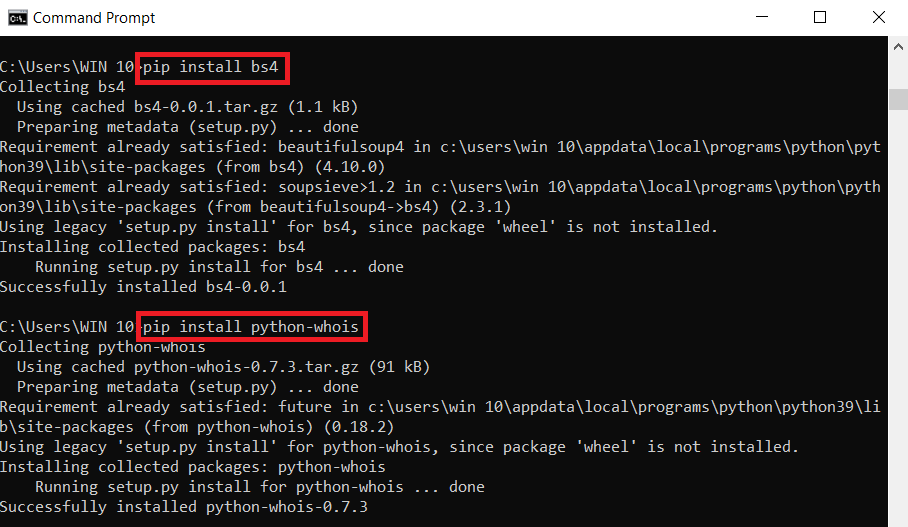 Command Prompt
C:\Users\WIN 10>pip install bs4
Collecting bs4
  Using cached bs4-0.0.1.tar.gz (1.1 kB)
  Preparing metadata (setup.py) ... done
Requirement already satisfied: beautifulsoup4 in c:\users\win 10\appdata\local\programs\python\pyt
hon39\lib\site-packages (from bs4) (4.10.0)
Requirement already satisfied: soupsieve>1.2 in c:\users\win 10\appdata\local\programs\python\pyth
on39\lib\site-packages (from beautifulsoup4->bs4) (2.3.1)
Using legacy 'setup.py install' for bs4, since package 'wheel' is not installed.
Installing collected packages: bs4
    Running setup.py install for bs4 ... done
Successfully installed bs4-0.0.1
C:\Users\WIN 10>pip install python-whois
Collecting python-whois
  Using cached python-whois-0.7.3.tar.gz (91 kB)
  Preparing metadata (setup.py) ... done
Requirement already satisfied: future in c:\users\win 10\appdata\local\programs\python\python39\li
b\site-packages (from python-whois) (0.18.2)
Using legacy 'setup.py install' for python-whois, since package 'wheel' is not installed.
Installing collected packages: python-whois
    Running setup.py install for python-whois ... done
Successfully installed python-whois-0.7.3